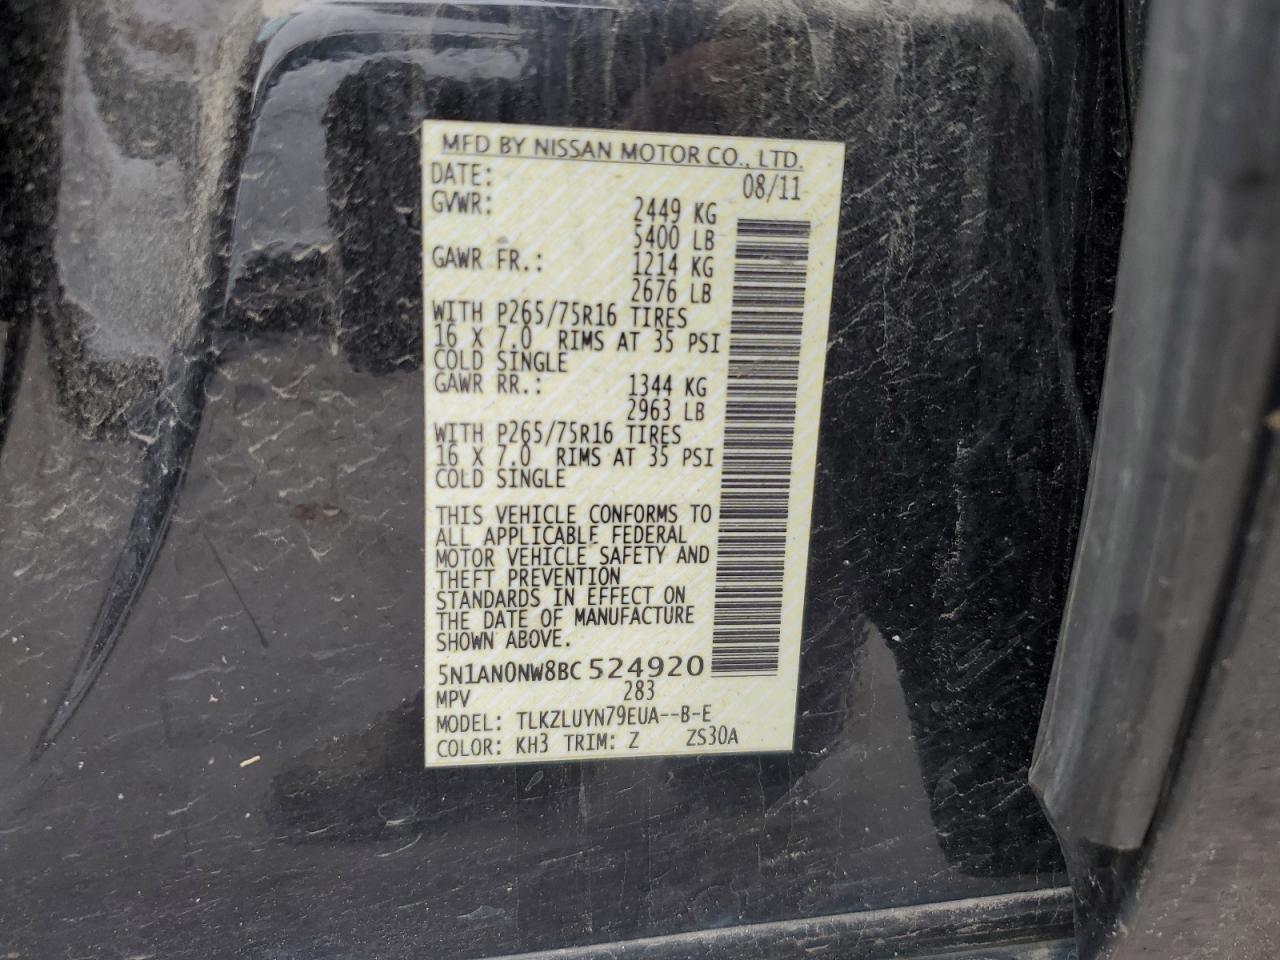 MFD BY NISSAN MOTOR CO., LTD.
DATE: 08/11
GVWR: 2449 KG
5400 LB
GAWR FR.: 1214 KG
2676 LB
WITH P265/75R16 TIRES
16 X 7.0 RIMS AT 35 PSI
COLD SINGLE
GAWR RR.: 1344 KG
2963 LB
WITH P265/75R16 TIRES
16 X 7.0 RIMS AT 35 PSI
COLD SINGLE
THIS VEHICLE CONFORMS TO
ALL APPLICABLE FEDERAL
MOTOR VEHICLE SAFETY AND
THEFT PREVENTION
STANDARDS IN EFFECT ON
THE DATE OF MANUFACTURE
SHOWN ABOVE.
5N1AN0NW8BC524920
MPV 283
MODEL: TLKZLUYN79EUA--B-E
COLOR: KH3 TRIM: Z ZS30A